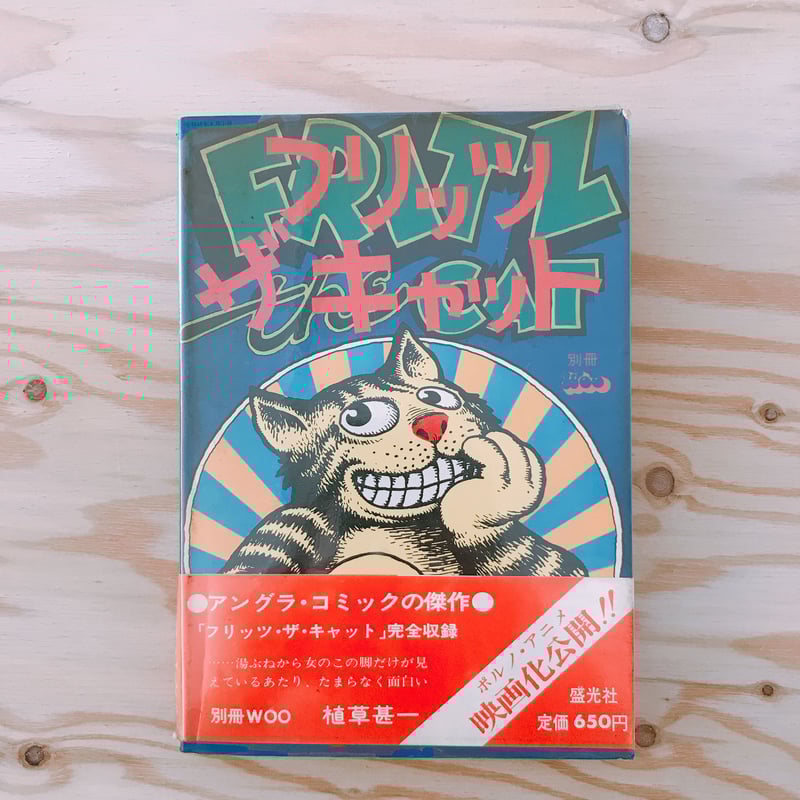 FRITZ
フリッツ
ザ キャット
the CAT
別冊
woo
●アングラ・コミックの傑作●
「フリッツ・ザ・キャット」完全収録
……湯ぶねから女のこの脚だけが見
えているあたり、たまらなく面白い
別冊WOO 植草甚一
ポルノ・アニメ
映画化公開!!
盛光社
定価 650円